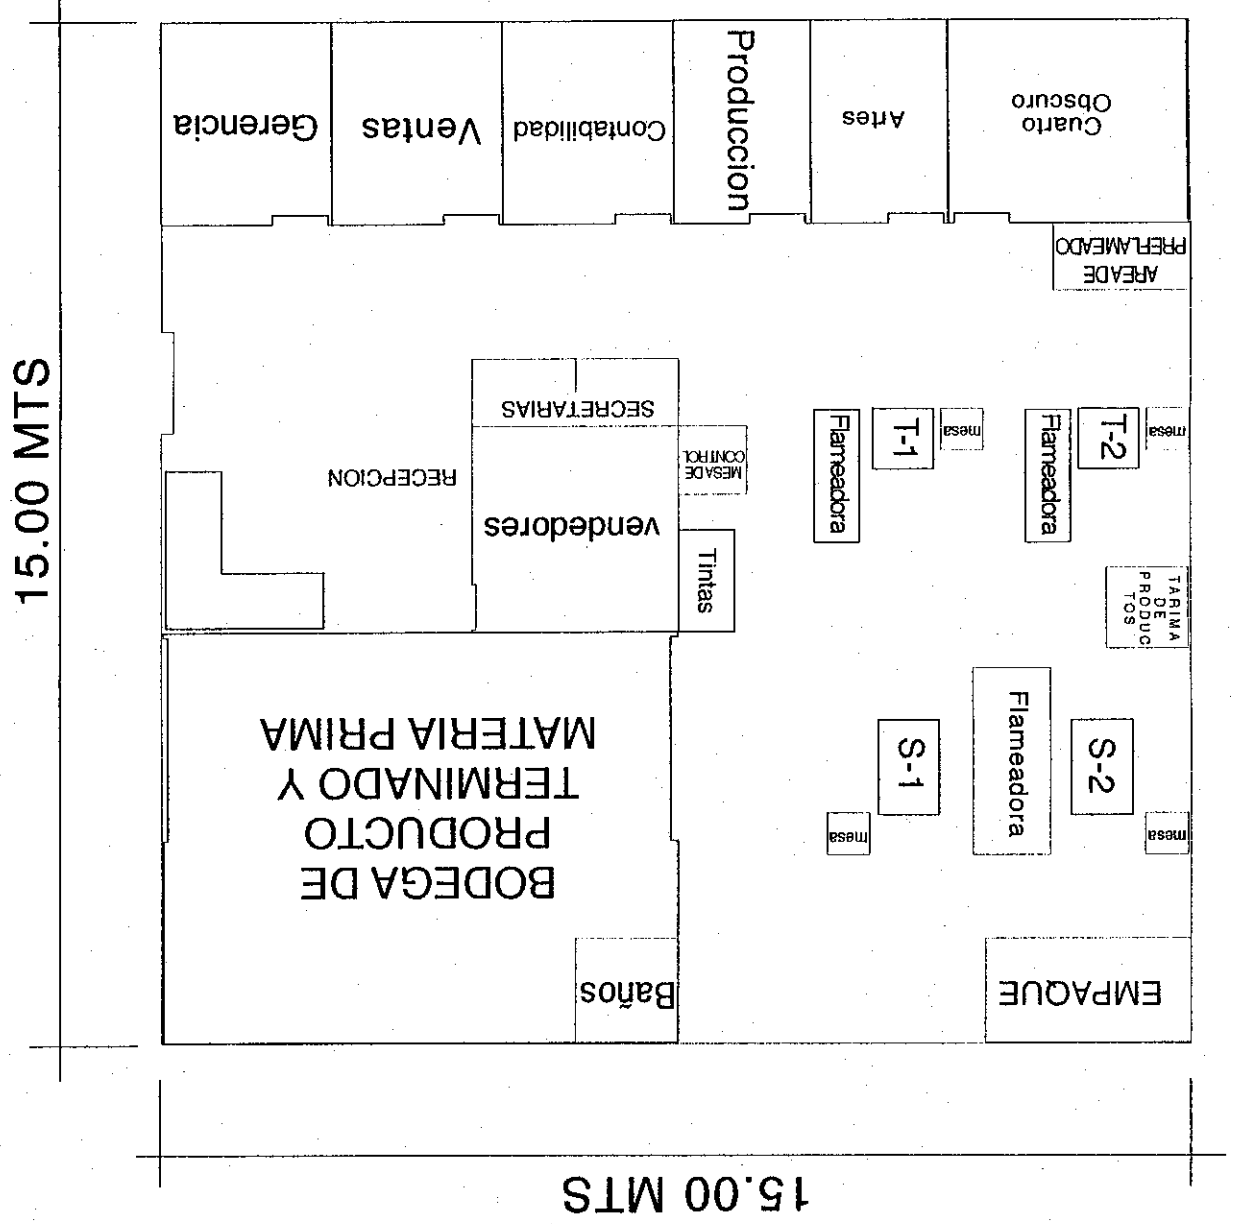 15.00 MTS
EMPAQUE
Baños
mesa
S-2
Flameadora
S-1
mesa
BODEGA DE
PRODUCTO
TERMINADO Y
MATERIA PRIMA
TARIMA
DE
PRODUC
TOS
Tintas
vendedores
RECEPCION
15.00 MTS
mesa
T-2
Flameadora
mesa
T-1
Flameadora
MESA DE
CONTROL
SECRETARIAS
AREA DE
PREFLAMEADO
Cuarto
Obscuro
Artes
Produccion
Contabilidad
Ventas
Gerencia